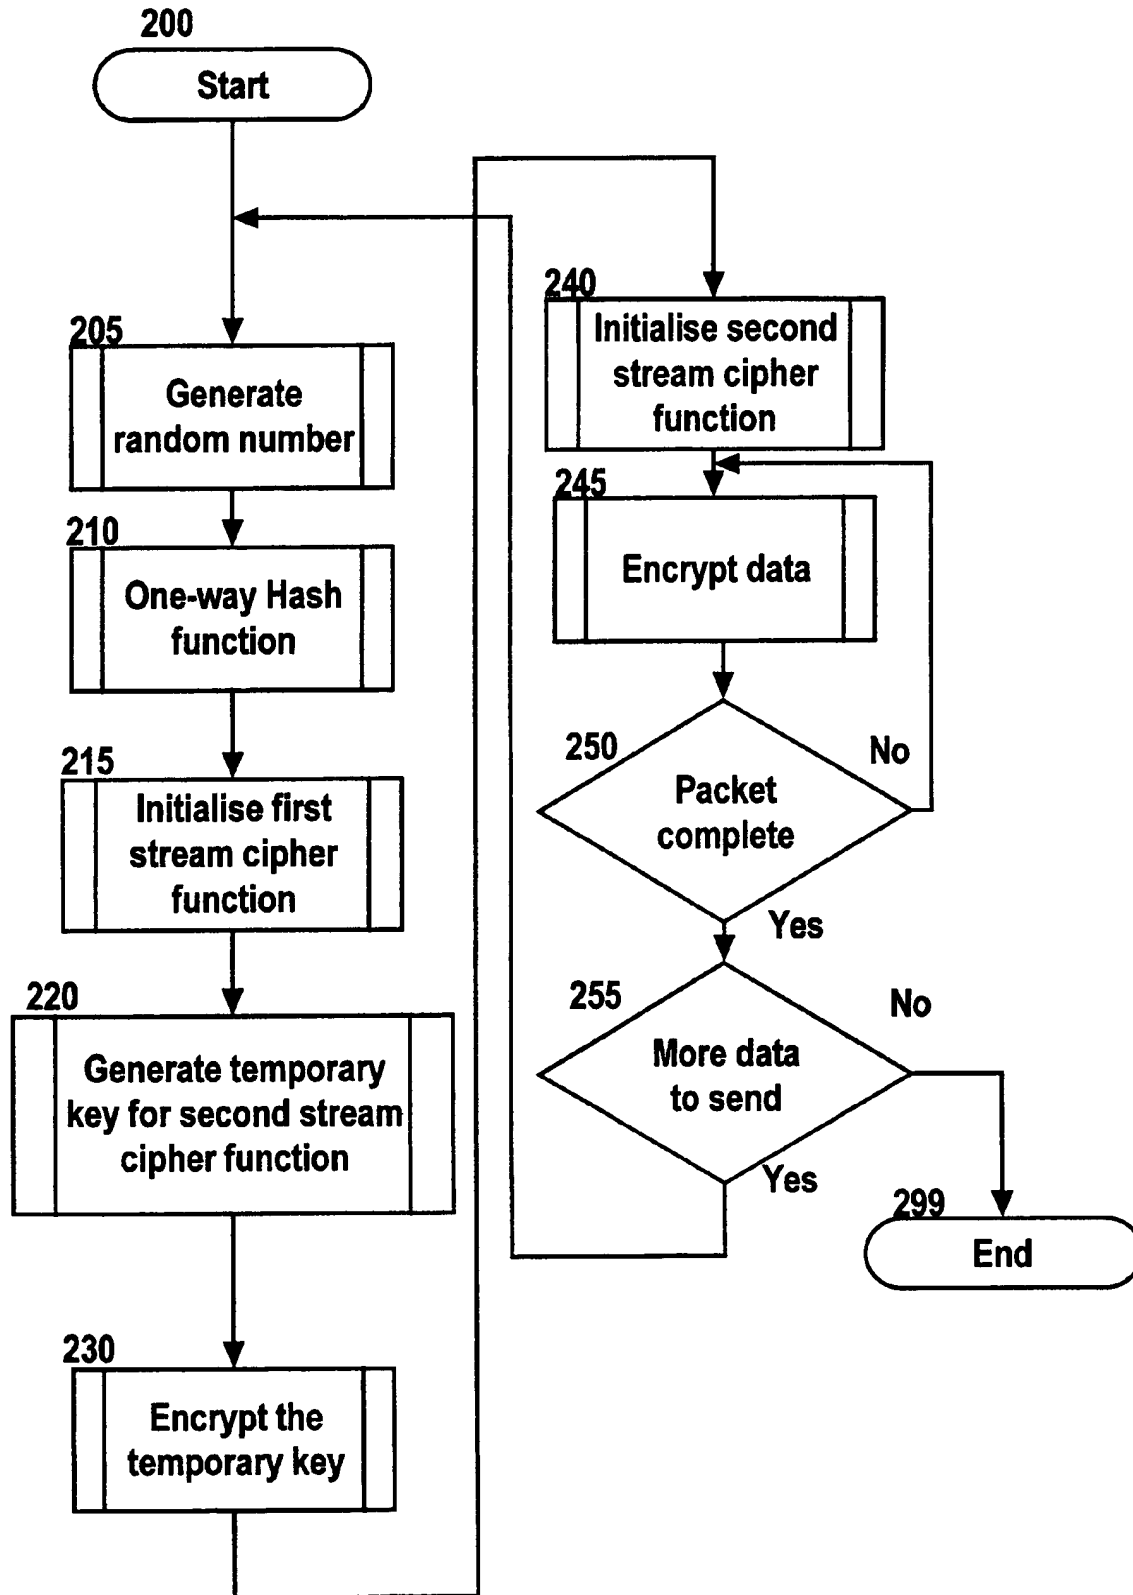 200
Start
205
Generate
random number
210
One-way Hash
function
215
Initialise first
stream cipher
function
220
Generate temporary
key for second stream
cipher function
230
Encrypt the
temporary key
240
Initialise second
stream cipher
function
245
Encrypt data
250
No
Packet
complete
Yes
255
No
More data
to send
Yes
299
End